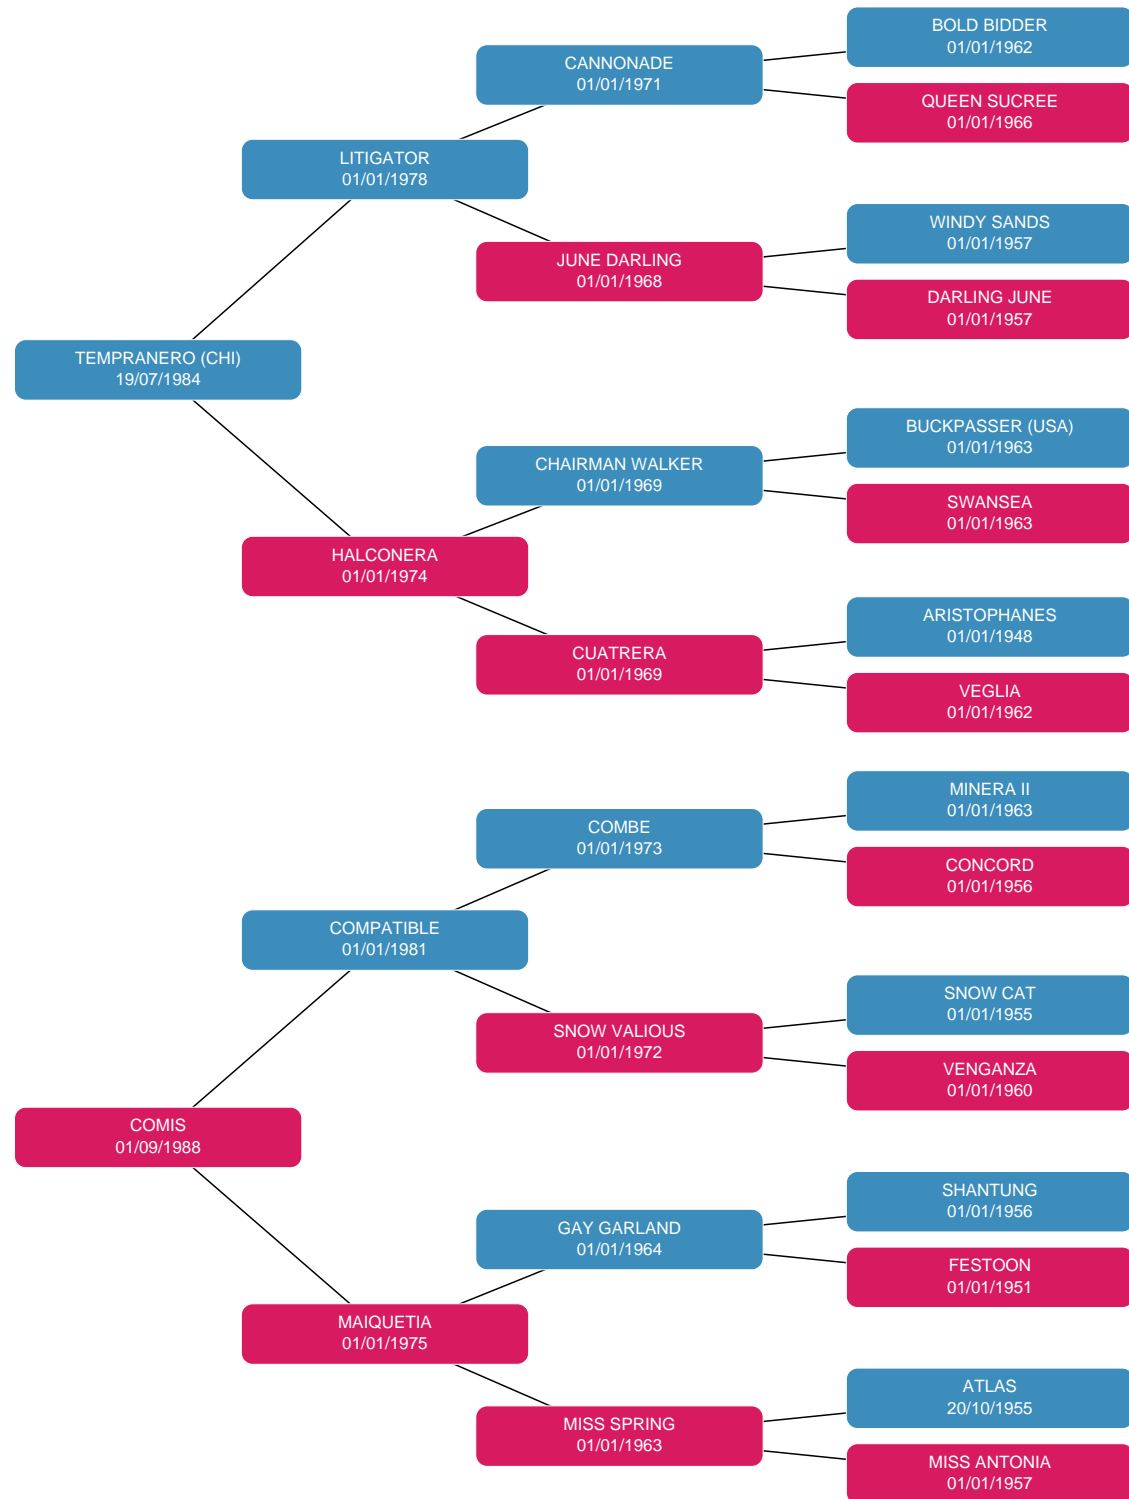 BOLD BIDDER
01/01/1962
CANNONADE
01/01/1971
QUEEN SUCREE
01/01/1966
LITIGATOR
01/01/1978
WINDY SANDS
01/01/1957
JUNE DARLING
01/01/1968
DARLING JUNE
01/01/1957
TEMPRANERO (CHI)
19/07/1984
BUCKPASSER (USA)
01/01/1963
CHAIRMAN WALKER
01/01/1969
SWANSEA
01/01/1963
HALCONERA
01/01/1974
ARISTOPHANES
01/01/1948
CUATRERA
01/01/1969
VEGLIA
01/01/1962
MINERA II
01/01/1963
COMBE
01/01/1973
CONCORD
01/01/1956
COMPATIBLE
01/01/1981
SNOW CAT
01/01/1955
SNOW VALIOUS
01/01/1972
VENGANZA
01/01/1960
COMIS
01/09/1988
SHANTUNG
01/01/1956
GAY GARLAND
01/01/1964
FESTOON
01/01/1951
MAIQUETIA
01/01/1975
ATLAS
20/10/1955
MISS SPRING
01/01/1963
MISS ANTONIA
01/01/1957